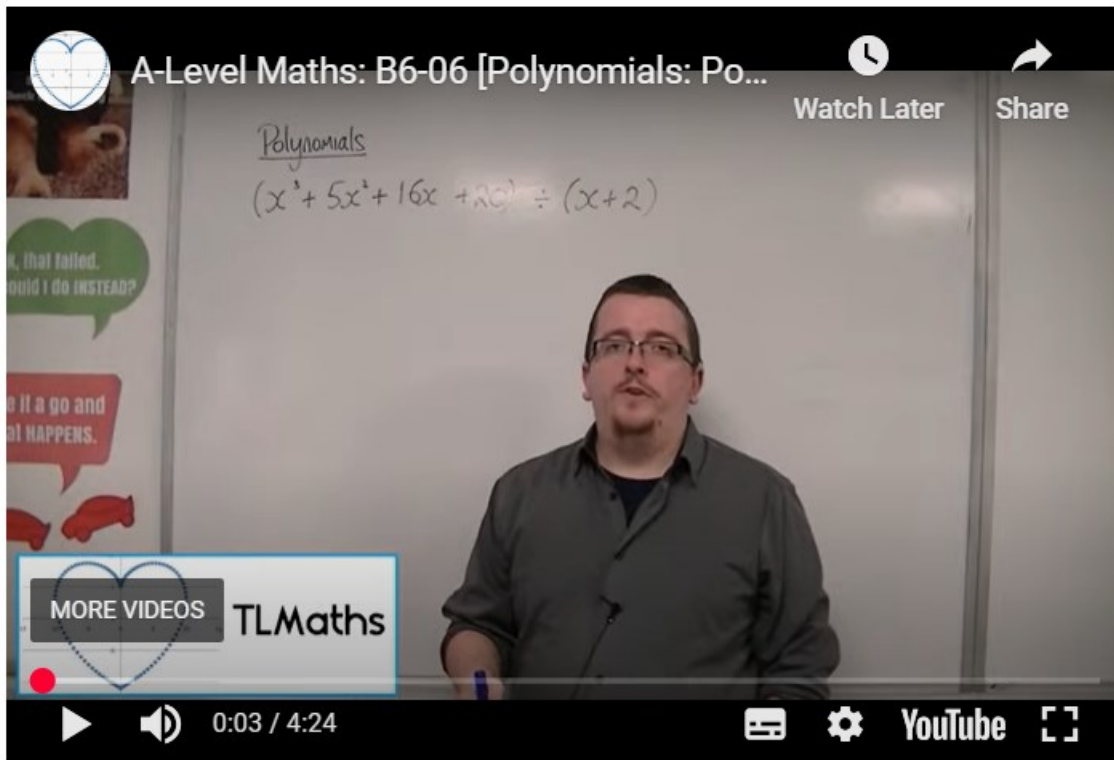 A-Level Maths: B6-06 [Polynomials: Po...
Watch Later
Share
Polynomials
(x³ + 5x² + 16x + 20) ÷ (x + 2)
, that failed.
ould I do INSTEAD?
e it a go and
at HAPPENS.
MORE VIDEOS
TLMaths
0:03 / 4:24
YouTube